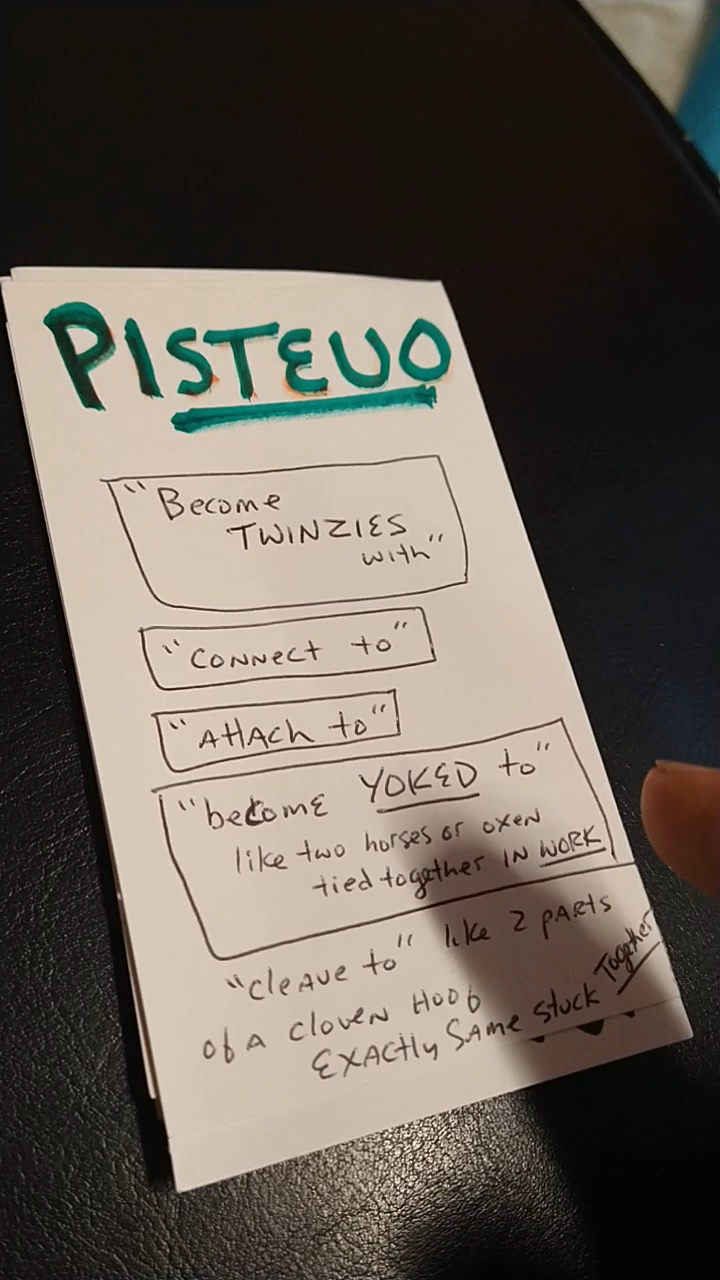 PISTEUO
"Become
TWINZIES
with"
"CONNECT to"
"AttAch to"
"become YOKED to"
like two horses or oxen
tied together IN WORK
"cleAve to" like 2 pARts
of A cloveN Hoof
EXACtly SAme stuck Together